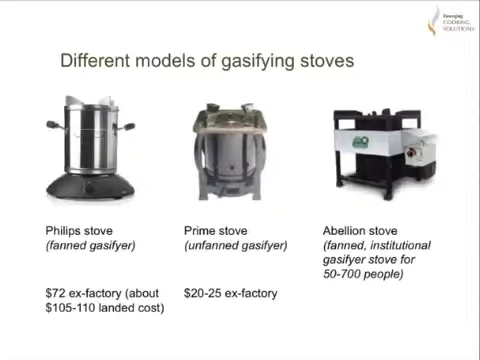 Emerging
COOKING
SOLUTIONS
Different models of gasifying stoves
Philips stove
(fanned gasifyer)
$72 ex-factory (about
$105-110 landed cost)
Prime stove
(unfanned gasifyer)
$20-25 ex-factory
Abellion stove
(fanned, institutional
gasifyer stove for
50-700 people)